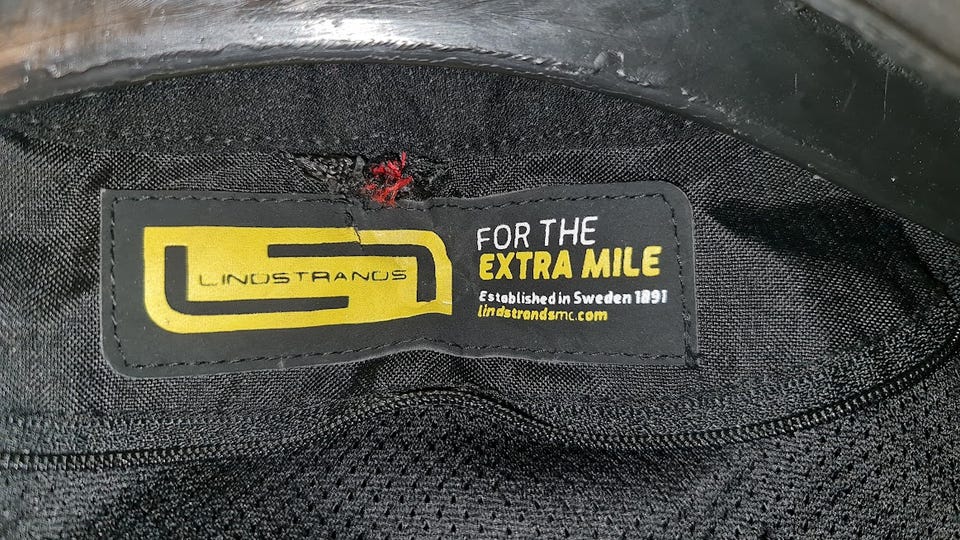 LINDSTRANDS
FOR THE
EXTRA MILE
Established in Sweden 1891
lindstrandsmc.com